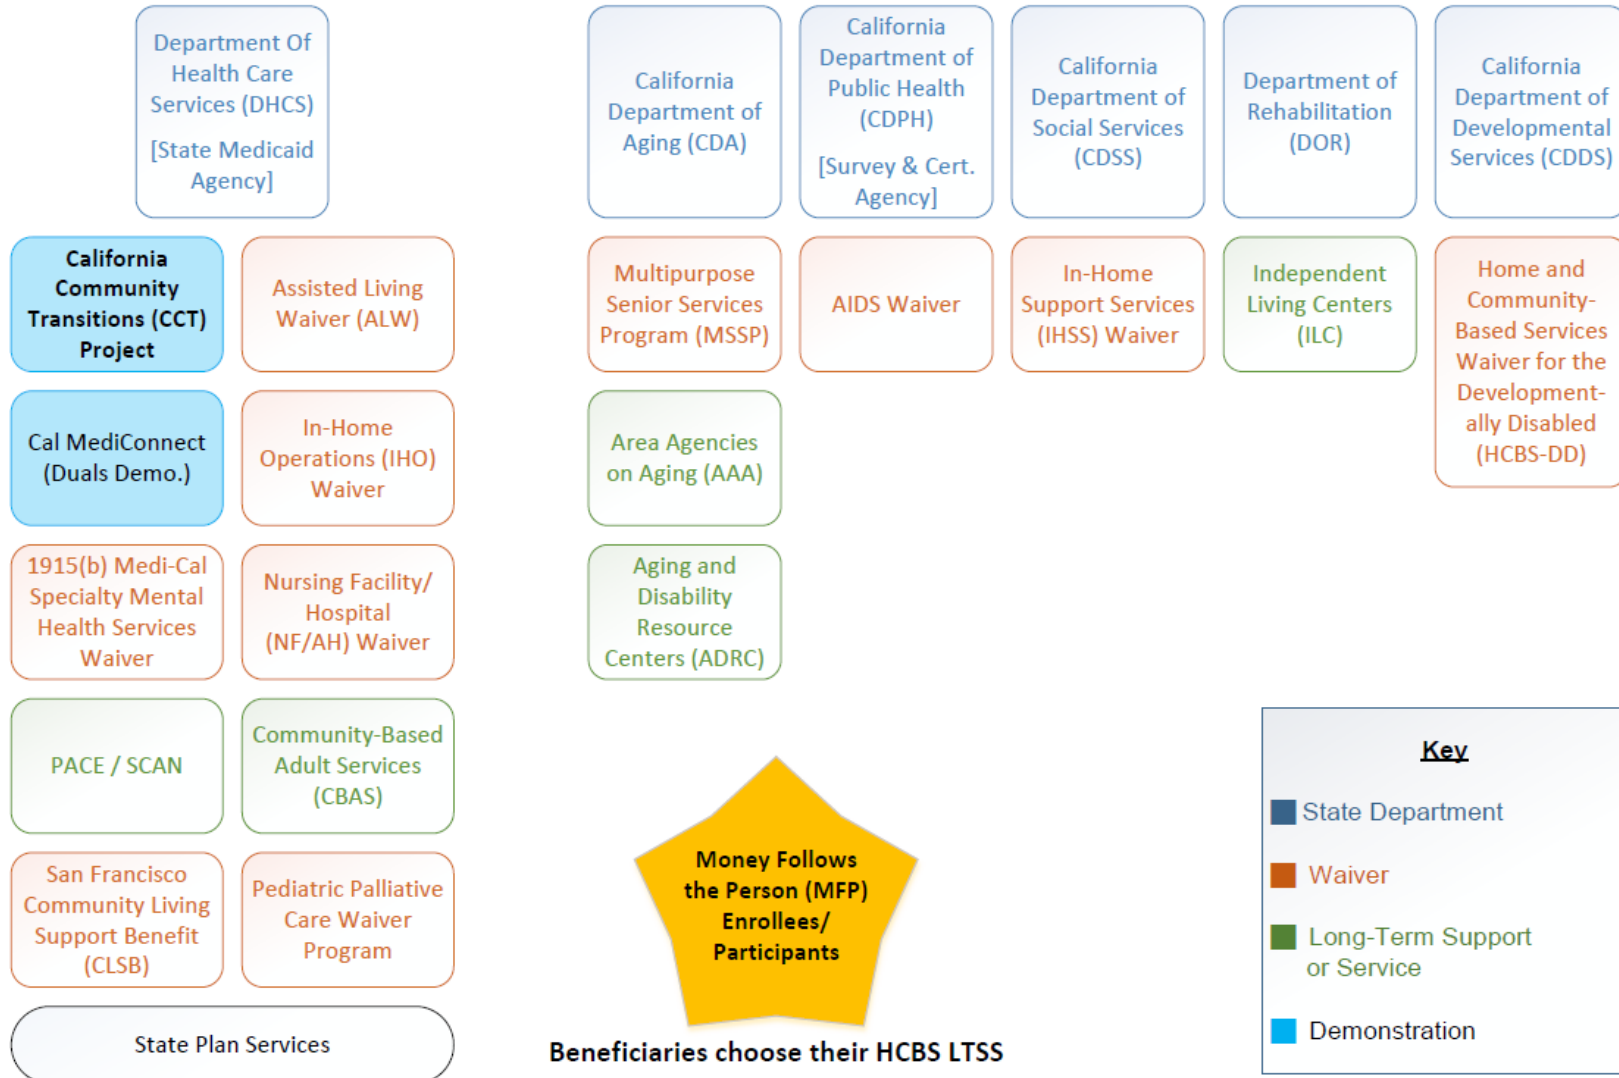 Department Of
Health Care
Services (DHCS)
[State Medicaid
Agency]
California
Department of
Aging (CDA)
California
Department of
Public Health
(CDPH)
[Survey & Cert.
Agency]
California
Department of
Social Services
(CDSS)
Department of
Rehabilitation
(DOR)
California
Department of
Developmental
Services (CDDS)
California
Community
Transitions (CCT)
Project
Assisted Living
Waiver (ALW)
Multipurpose
Senior Services
Program (MSSP)
AIDS Waiver
In-Home
Support Services
(IHSS) Waiver
Independent
Living Centers
(ILC)
Home and
Community-
Based Services
Waiver for the
Development-
ally Disabled
(HCBS-DD)
Cal MediConnect
(Duals Demo.)
In-Home
Operations (IHO)
Waiver
Area Agencies
on Aging (AAA)
1915(b) Medi-Cal
Specialty Mental
Health Services
Waiver
Nursing Facility/
Hospital
(NF/AH) Waiver
Aging and
Disability
Resource
Centers (ADRC)
PACE / SCAN
Community-Based
Adult Services
(CBAS)
San Francisco
Community Living
Support Benefit
(CLSB)
Pediatric Palliative
Care Waiver
Program
State Plan Services
Money Follows
the Person (MFP)
Enrollees/
Participants
Beneficiaries choose their HCBS LTSS
Key
State Department
Waiver
Long-Term Support
or Service
Demonstration